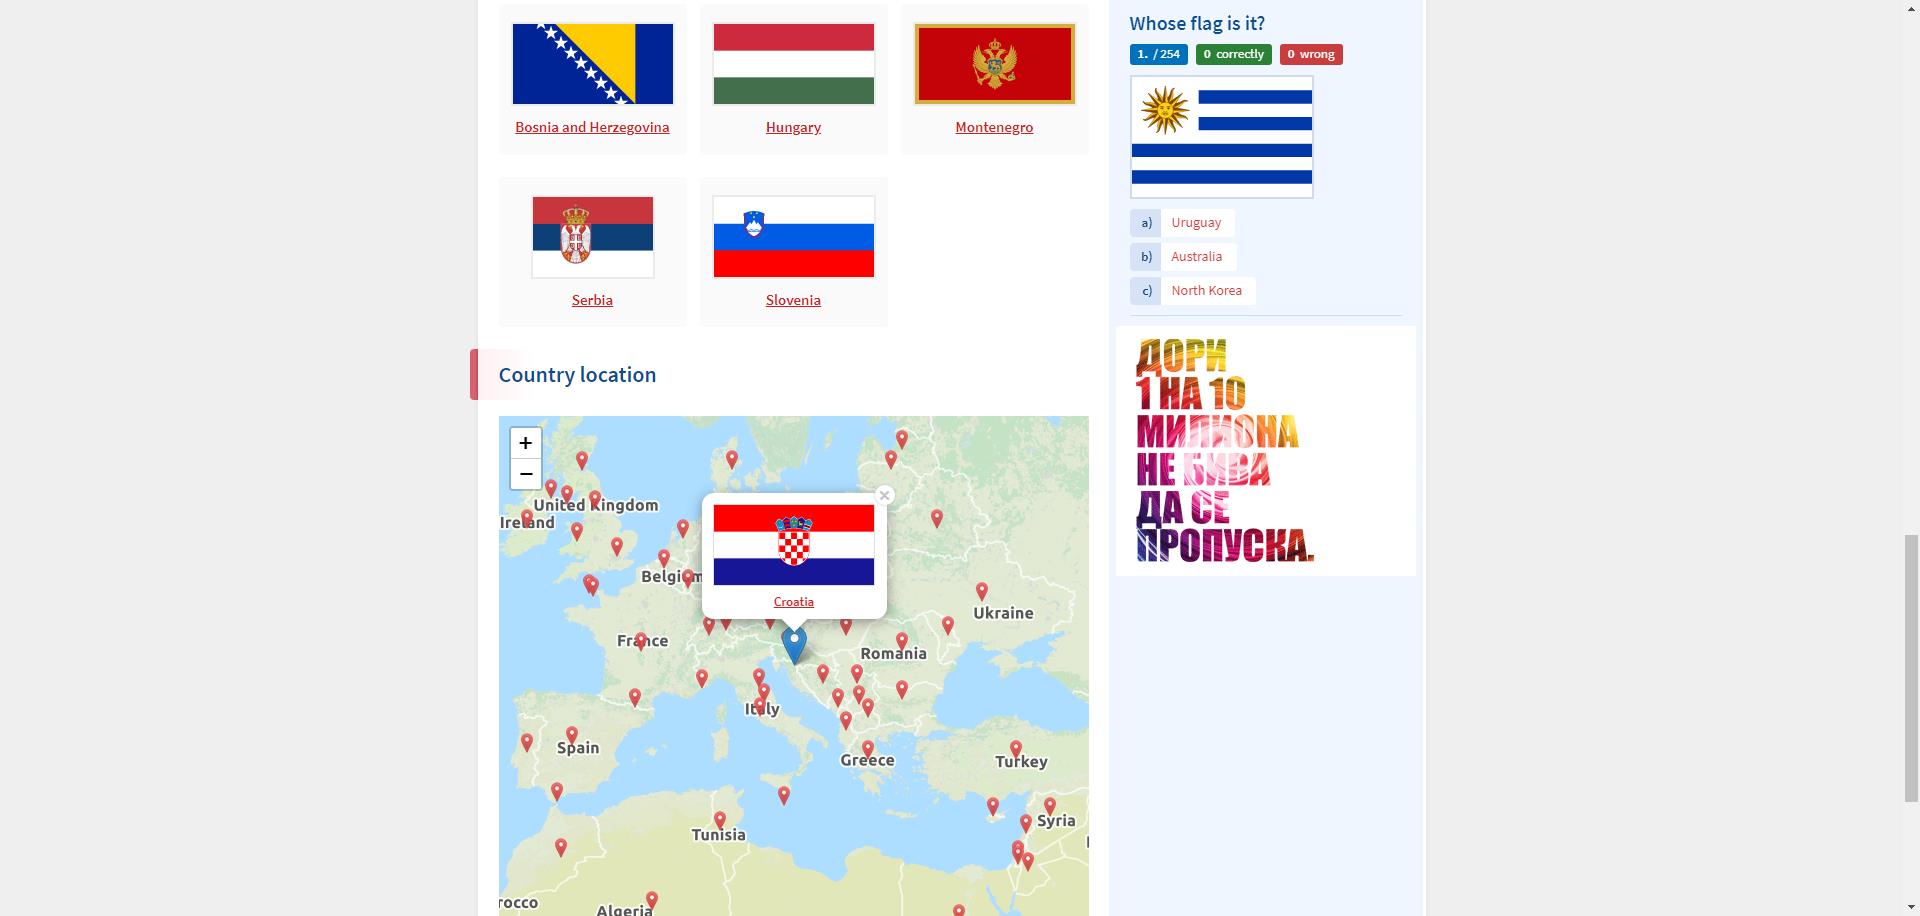 Bosnia and Herzegovina
Hungary
Montenegro
Serbia
Slovenia
Country location
+
−
United Kingdom
Ireland
Belgium
×
Croatia
Ukraine
France
Romania
Italy
Spain
Greece
Turkey
Tunisia
Syria
rocco
Algeria
Whose flag is it?
1. / 254
0 correctly
0 wrong
a) Uruguay
b) Australia
c) North Korea
ДОРИ
1 НА 10
МИЛИОНА
НЕ БИВА
ДА СЕ
ПРОПУСКА.